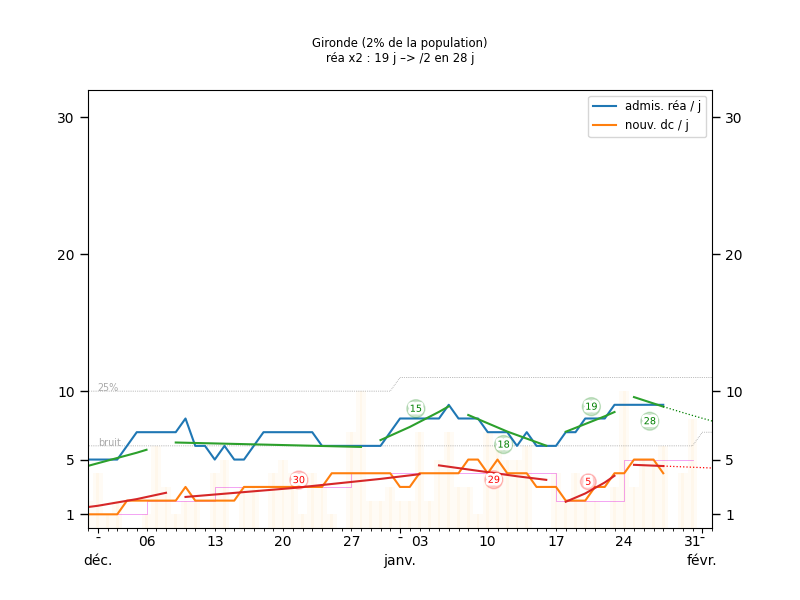 Gironde (2% de la population)
réa x2 : 19 j –> /2 en 28 j
admis. réa / j
nouv. dc / j
30 30
20 20
10 10
5 5
1 1
25%
bruit
15
19
-28
-18
30
-29
5
- 06 13 20 27 - 03 10 17 24 31 -
déc. janv. févr.